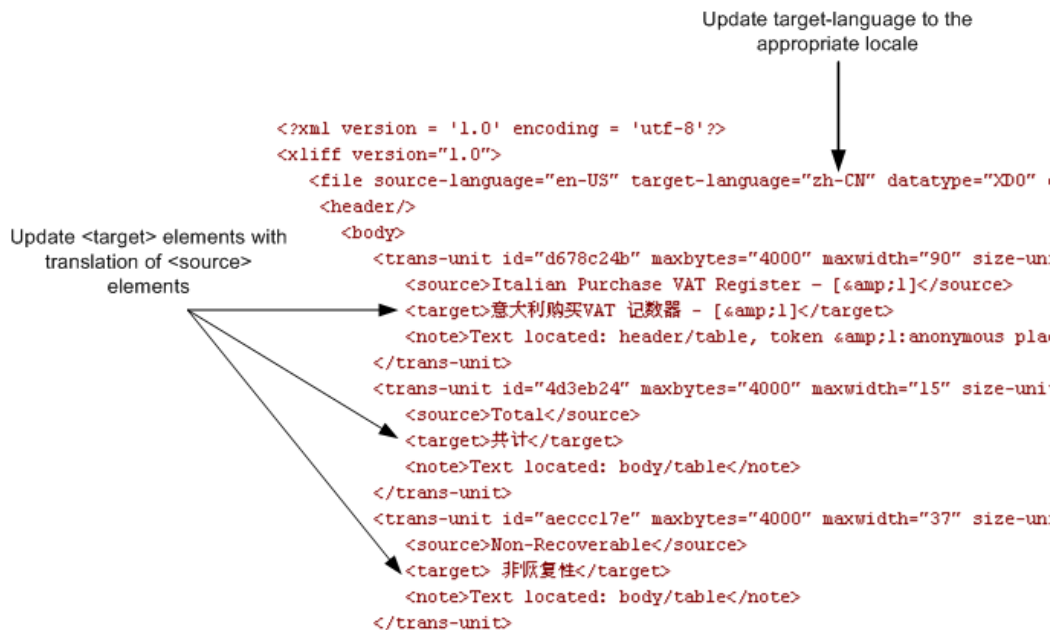 Update target-language to the
appropriate locale
<?xml version = '1.0' encoding = 'utf-8'?>
<xliff version="1.0">
<file source-language="en-US" target-language="zh-CN" datatype="XDO"
<header/>
Update <target> elements with
translation of <source>
elements
<body>
<trans-unit id="d678c24b" maxbytes="4000" maxwidth="90" size-uni
<source>Italian Purchase VAT Register - [&amp;l]</source>
<target>意大利购买VAT 记数器 - [&amp;l]</target>
<note>Text located: header/table, token &amp;l:anonymous plac
</trans-unit>
<trans-unit id="4d3eb24" maxbytes="4000" maxwidth="15" size-unit
<source>Total</source>
<target>共计</target>
<note>Text located: body/table</note>
</trans-unit>
<trans-unit id="aeccc17e" maxbytes="4000" maxwidth="37" size-uni
<source>Non-Recoverable</source>
<target> 非恢复性</target>
<note>Text located: body/table</note>
</trans-unit>